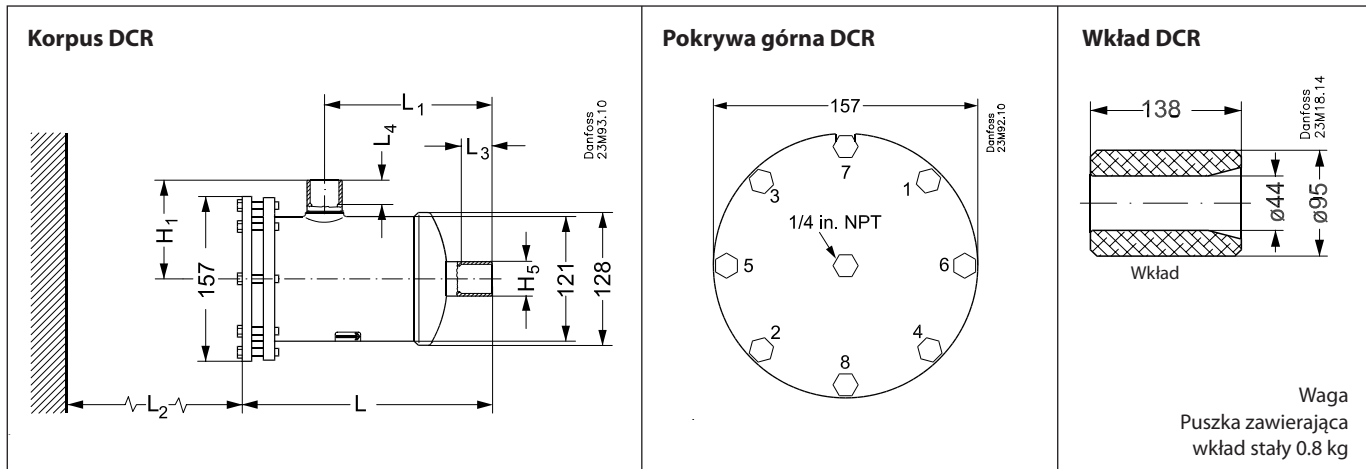 Korpus DCR
L1
L4
L3
Danfoss
23M93.10
H1
157
H5
121
128
L2
L
Pokrywa górna DCR
157
Danfoss
23M92.10
7
3
1
1/4 in. NPT
5
6
2
4
8
Wkład DCR
138
Danfoss
23M18.14
ø44
ø95
Wkład
Waga
Puszka zawierająca
wkład stały 0.8 kg